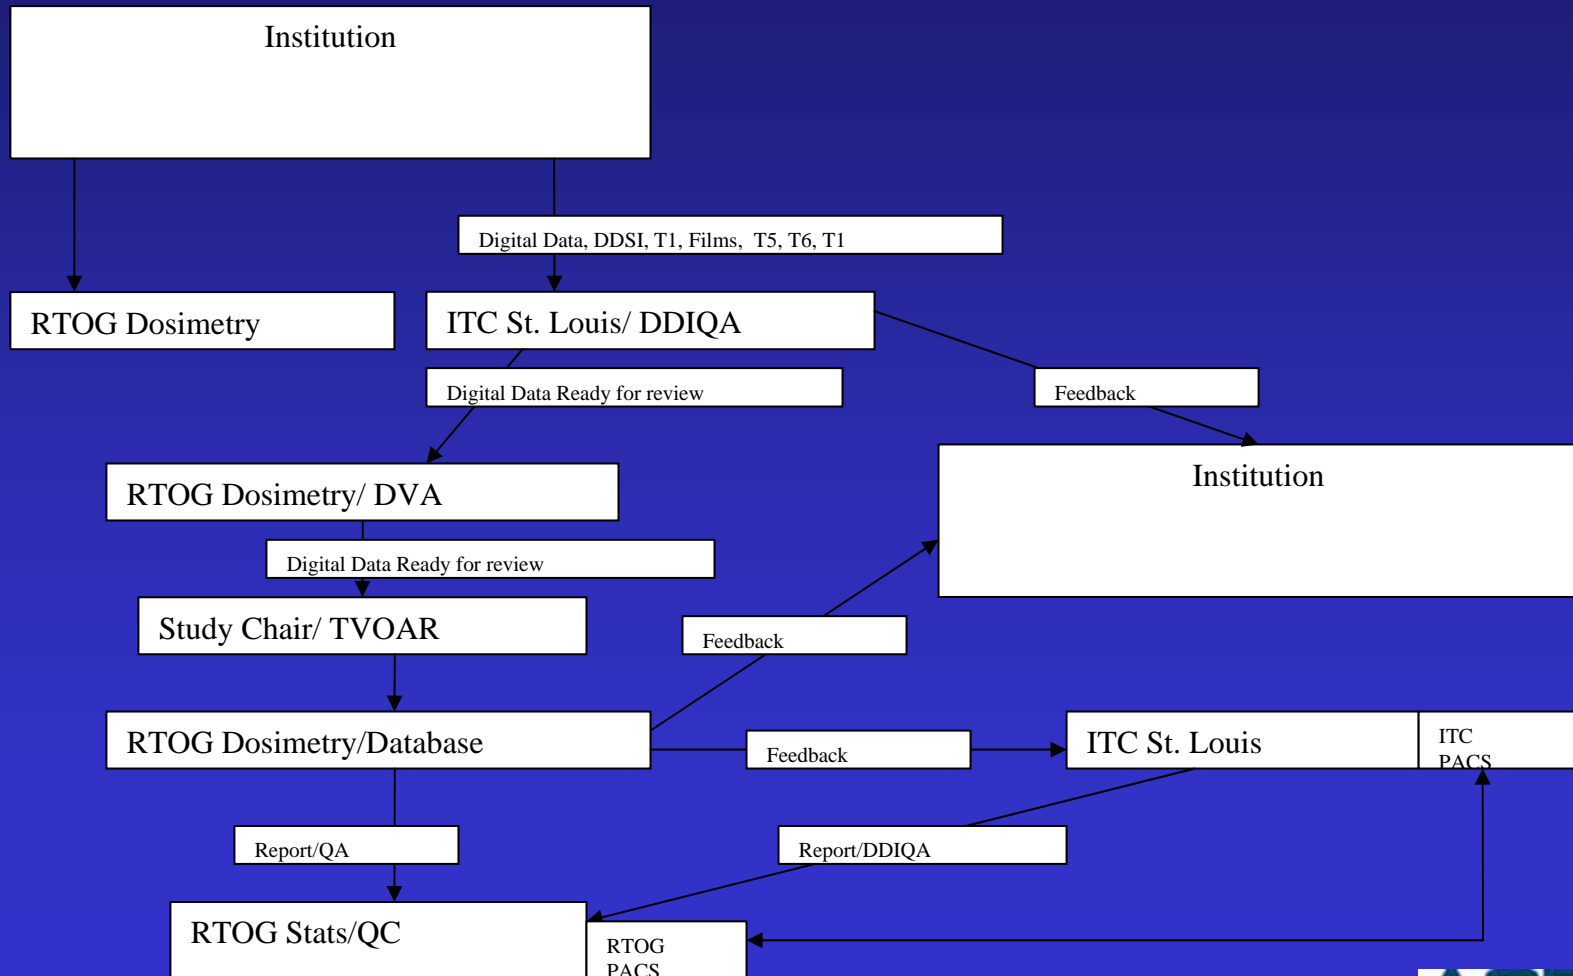 Institution
Digital Data, DDSI, T1, Films, T5, T6, T1
RTOG Dosimetry
ITC St. Louis/ DDIQA
Digital Data Ready for review
Feedback
Institution
RTOG Dosimetry/ DVA
Digital Data Ready for review
Study Chair/ TVOAR
Feedback
RTOG Dosimetry/Database
Feedback
ITC St. Louis
ITC
PACS
Report/QA
Report/DDIQA
RTOG Stats/QC
RTOG
PACS